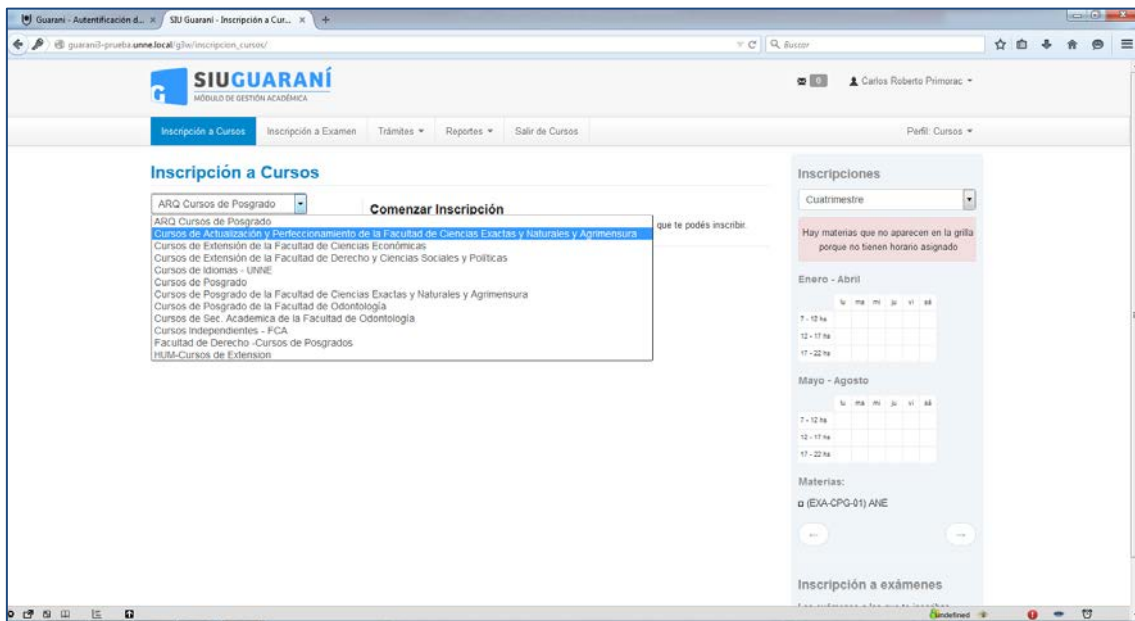 Guaraní - Autentificación d...
SIU Guaraní - Inscripción a Cur...
guarani3-prueba.unne.local/g3w/inscripcion_cursos/
Buscar
SIUGUARANÍ
MÓDULO DE GESTIÓN ACADÉMICA
0
Carlos Roberto Primorac
Inscripción a Cursos
Inscripción a Examen
Trámites
Reportes
Salir de Cursos
Perfil: Cursos
Inscripción a Cursos
ARQ Cursos de Posgrado
Comenzar Inscripción
que te podés inscribir.
ARQ Cursos de Posgrado
Cursos de Actualización y Perfeccionamiento de la Facultad de Ciencias Exactas y Naturales y Agrimensura
Cursos de Extensión de la Facultad de Ciencias Económicas
Cursos de Extensión de la Facultad de Derecho y Ciencias Sociales y Políticas
Cursos de Idiomas - UNNE
Cursos de Posgrado
Cursos de Posgrado de la Facultad de Ciencias Exactas y Naturales y Agrimensura
Cursos de Posgrado de la Facultad de Odontología
Cursos de Sec. Academica de la Facultad de Odontología
Cursos Independientes - FCA
Facultad de Derecho -Cursos de Posgrados
HUM-Cursos de Extension
Inscripciones
Cuatrimestre
Hay materias que no aparecen en la grilla
porque no tienen horario asignado
Enero - Abril
lu ma mi ju vi sá
7 - 12 hs
12 - 17 hs
17 - 22 hs
Mayo - Agosto
lu ma mi ju vi sá
7 - 12 hs
12 - 17 hs
17 - 22 hs
Materias:
(EXA-CPG-01) ANE
Inscripción a exámenes
undefined